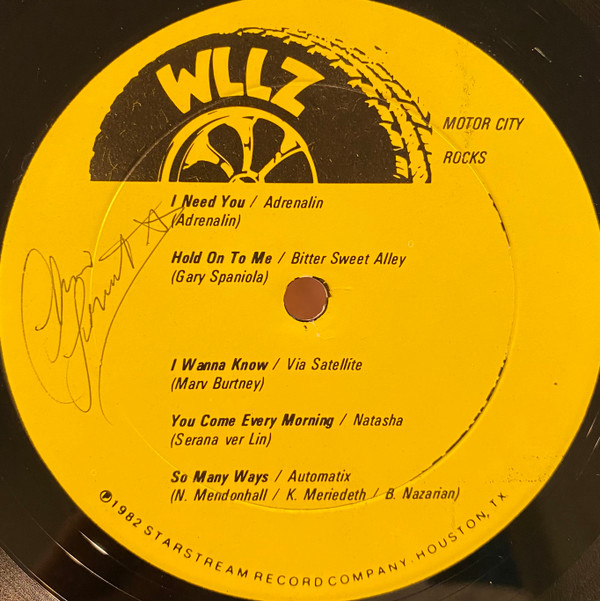 WLLZ
MOTOR CITY
ROCKS
I Need You / Adrenalin
(Adrenalin)
Hold On To Me / Bitter Sweet Alley
(Gary Spaniola)
I Wanna Know / Via Satellite
(Marv Burtney)
You Come Every Morning / Natasha
(Serana ver Lin)
So Many Ways / Automatix
(N. Mendonhall / K. Meriedeth / B. Nazarian)
℗1982 STARSTREAM RECORD COMPANY, HOUSTON, TX